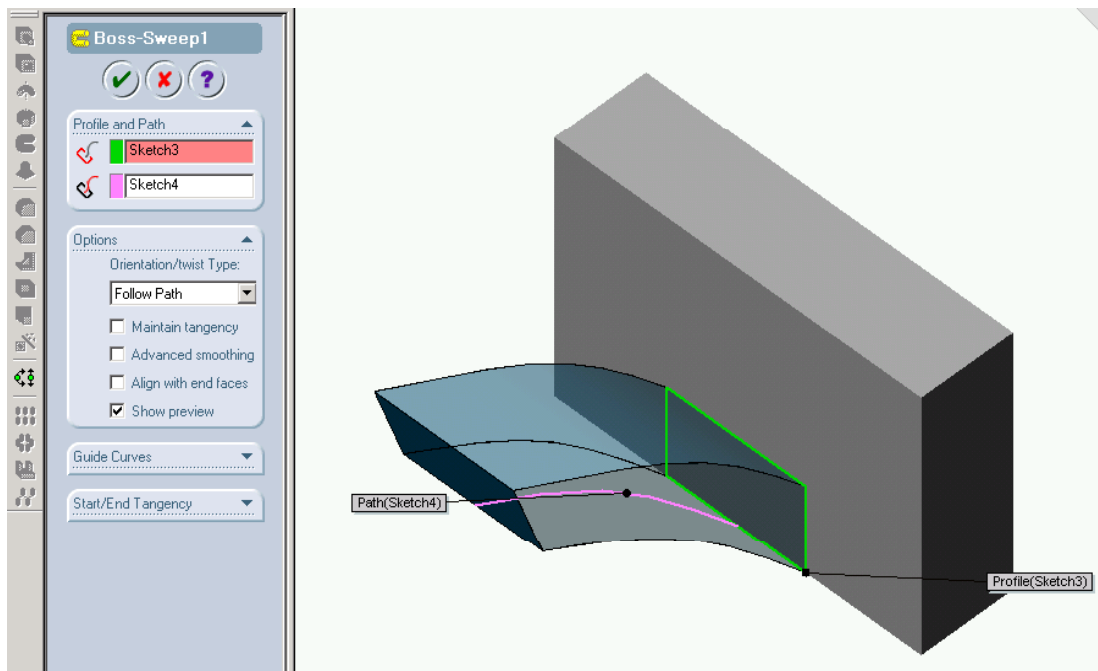 Boss-Sweep1
?
Profile and Path
Sketch3
Sketch4
Options
Orientation/twist Type:
Follow Path
Maintain tangency
Advanced smoothing
Align with end faces
Show preview
Guide Curves
Start/End Tangency
Path(Sketch4)
Profile(Sketch3)